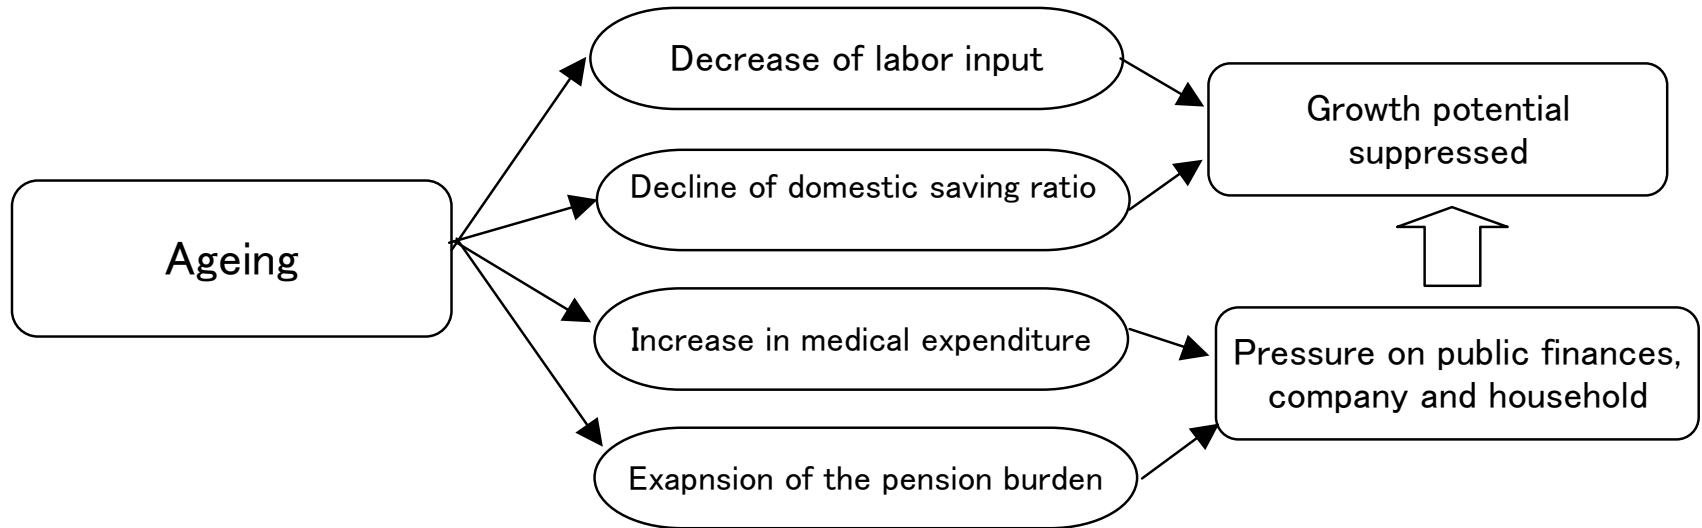 Ageing
Decrease of labor input
Decline of domestic saving ratio
Increase in medical expenditure
Exapnsion of the pension burden
Growth potential
suppressed
Pressure on public finances,
company and household